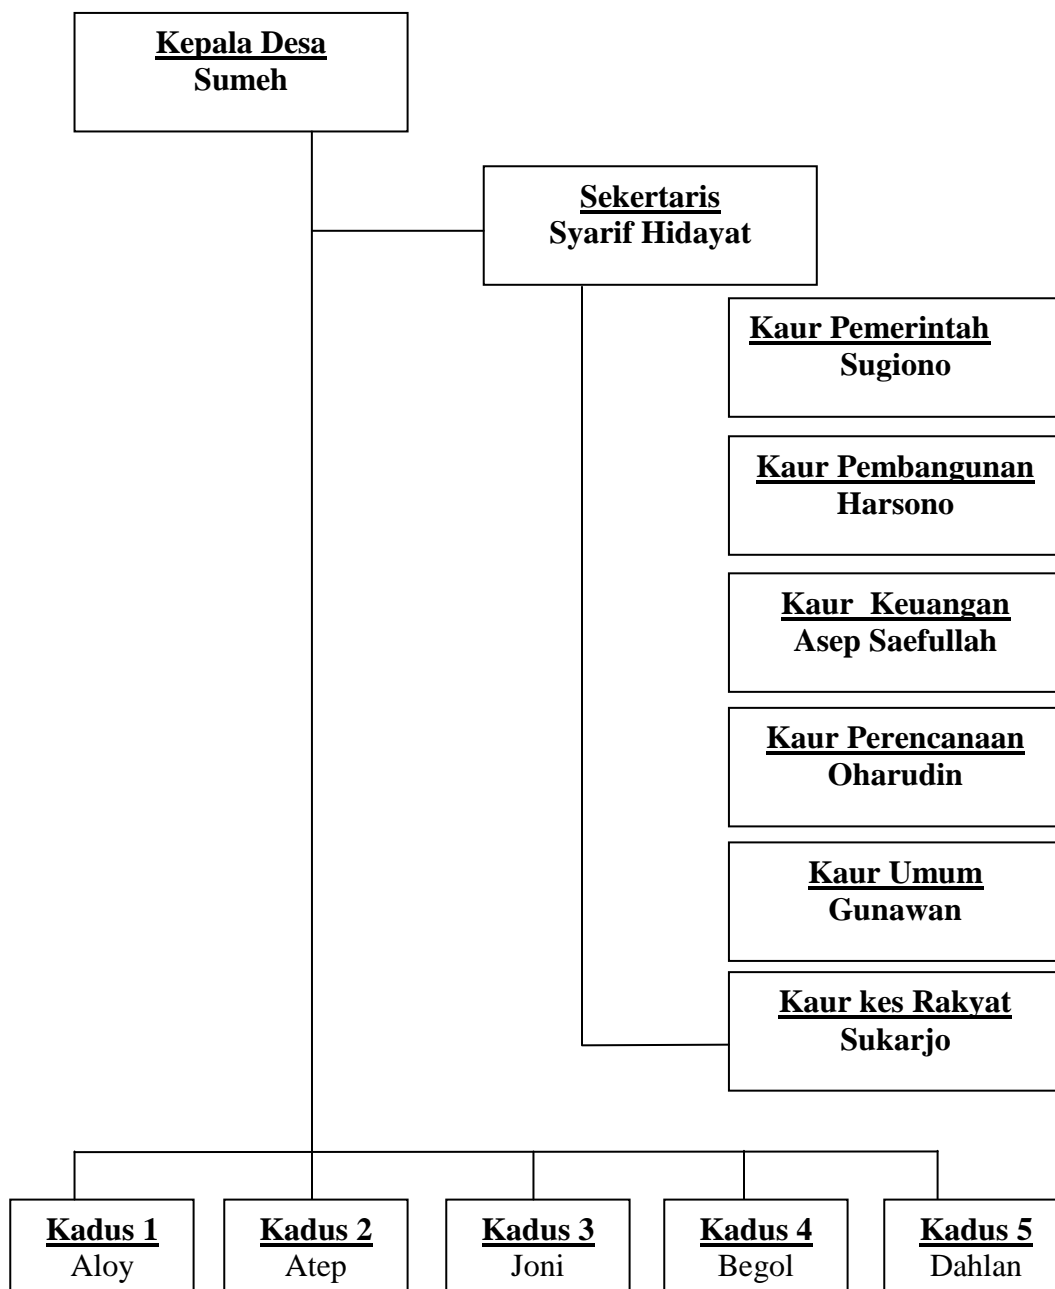 Kepala Desa
Sumeh
Sekertaris
Syarif Hidayat
Kaur Pemerintah
Sugiono
Kaur Pembangunan
Harsono
Kaur  Keuangan
Asep Saefullah
Kaur Perencanaan
Oharudin
Kaur Umum
Gunawan
Kaur kes Rakyat
Sukarjo
Kadus 1
Aloy
Kadus 2
Atep
Kadus 3
Joni
Kadus 4
Begol
Kadus 5
Dahlan